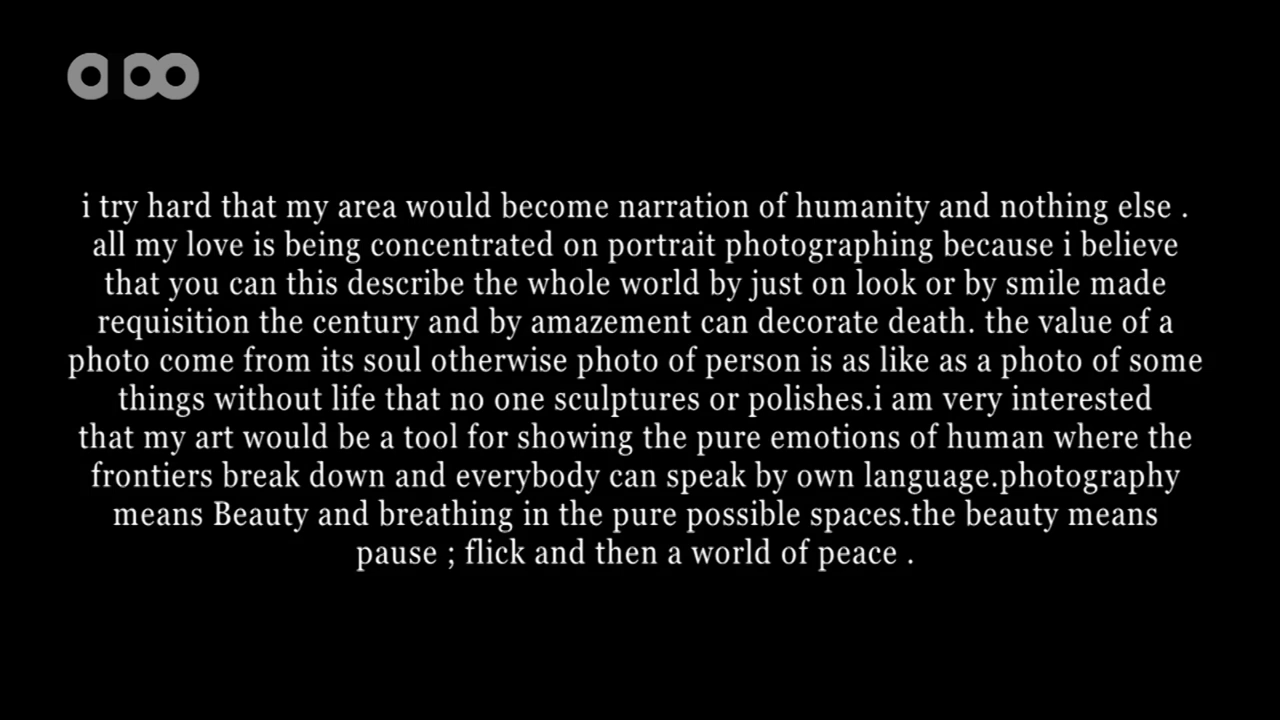 i try hard that my area would become narration of humanity and nothing else .
all my love is being concentrated on portrait photographing because i believe
that you can this describe the whole world by just on look or by smile made
requisition the century and by amazement can decorate death. the value of a
photo come from its soul otherwise photo of person is as like as a photo of some
things without life that no one sculptures or polishes.i am very interested
that my art would be a tool for showing the pure emotions of human where the
frontiers break down and everybody can speak by own language.photography
means Beauty and breathing in the pure possible spaces.the beauty means
pause ; flick and then a world of peace .